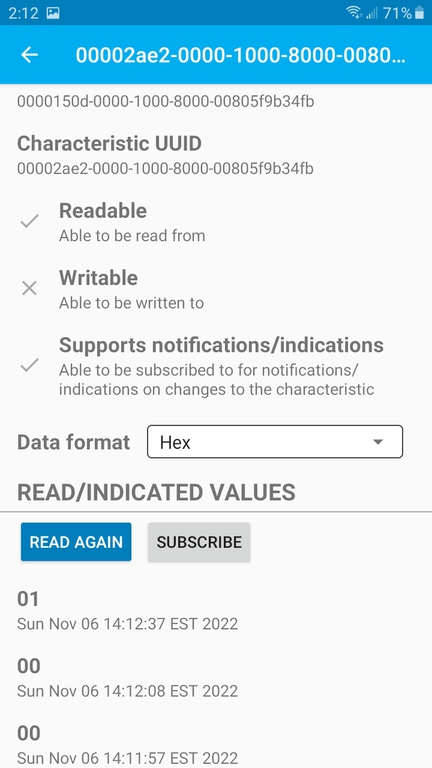 2:12
71%
00002ae2-0000-1000-8000-0080...
0000150d-0000-1000-8000-00805f9b34fb
Characteristic UUID
00002ae2-0000-1000-8000-00805f9b34fb
Readable
Able to be read from
Writable
Able to be written to
Supports notifications/indications
Able to be subscribed to for notifications/
indications on changes to the characteristic
Data format
Hex
READ/INDICATED VALUES
READ AGAIN
SUBSCRIBE
01
Sun Nov 06 14:12:37 EST 2022
00
Sun Nov 06 14:12:08 EST 2022
00
Sun Nov 06 14:11:57 EST 2022